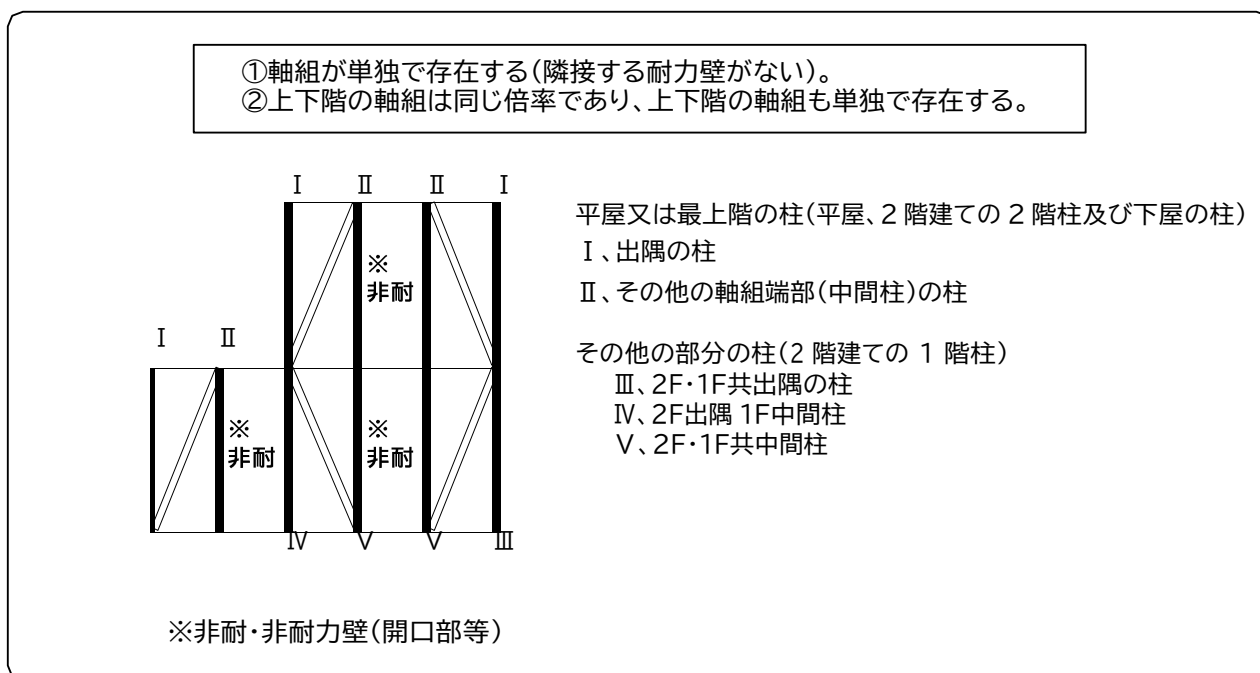 ①軸組が単独で存在する(隣接する耐力壁がない)。
②上下階の軸組は同じ倍率であり、上下階の軸組も単独で存在する。
Ⅰ Ⅱ Ⅱ Ⅰ
平屋又は最上階の柱(平屋、2 階建ての 2 階柱及び下屋の柱)
Ⅰ、出隅の柱
※
非耐
Ⅱ、その他の軸組端部(中間柱)の柱
Ⅰ Ⅱ
その他の部分の柱(2 階建ての 1 階柱)
Ⅲ、2F・1F共出隅の柱
Ⅳ、2F出隅 1F中間柱
Ⅴ、2F・1F共中間柱
※ ※
非耐 非耐
Ⅳ Ⅴ Ⅴ Ⅲ
※非耐・非耐力壁(開口部等)